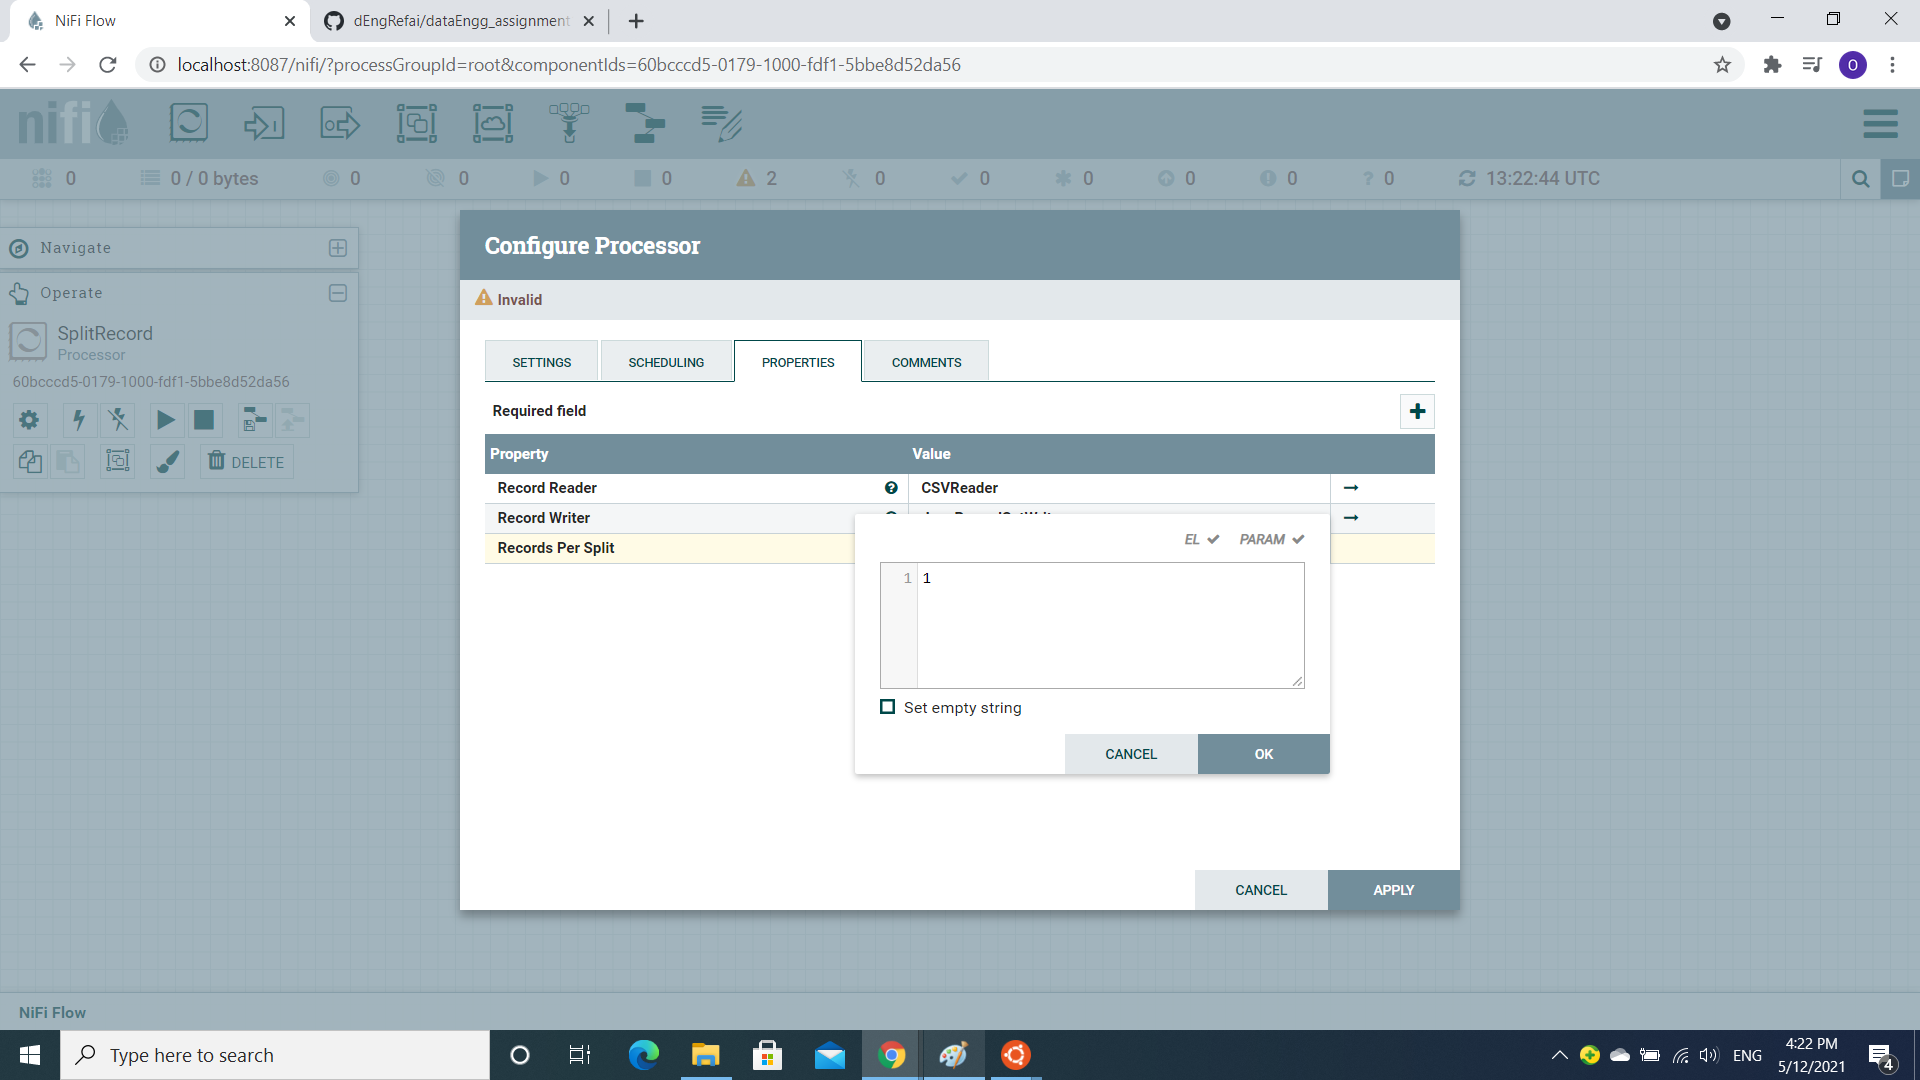 NiFi Flow
dEngRefai/dataEngg_assignment
localhost:8087/nifi/?processGroupId=root&componentIds=60bcccd5-0179-1000-fdf1-5bbe8d52da56
O
nifi
0
0 / 0 bytes
0
0
0
0
2
0
0
0
0
0
? 0
13:22:44 UTC
Navigate
Operate
SplitRecord
Processor
60bcccd5-0179-1000-fdf1-5bbe8d52da56
DELETE
Configure Processor
Invalid
SETTINGS
SCHEDULING
PROPERTIES
COMMENTS
Required field
Property
Value
Record Reader
CSVReader
Record Writer
Records Per Split
EL
PARAM
1
1
Set empty string
CANCEL
OK
CANCEL
APPLY
NiFi Flow
Type here to search
ENG
4:22 PM
5/12/2021
4